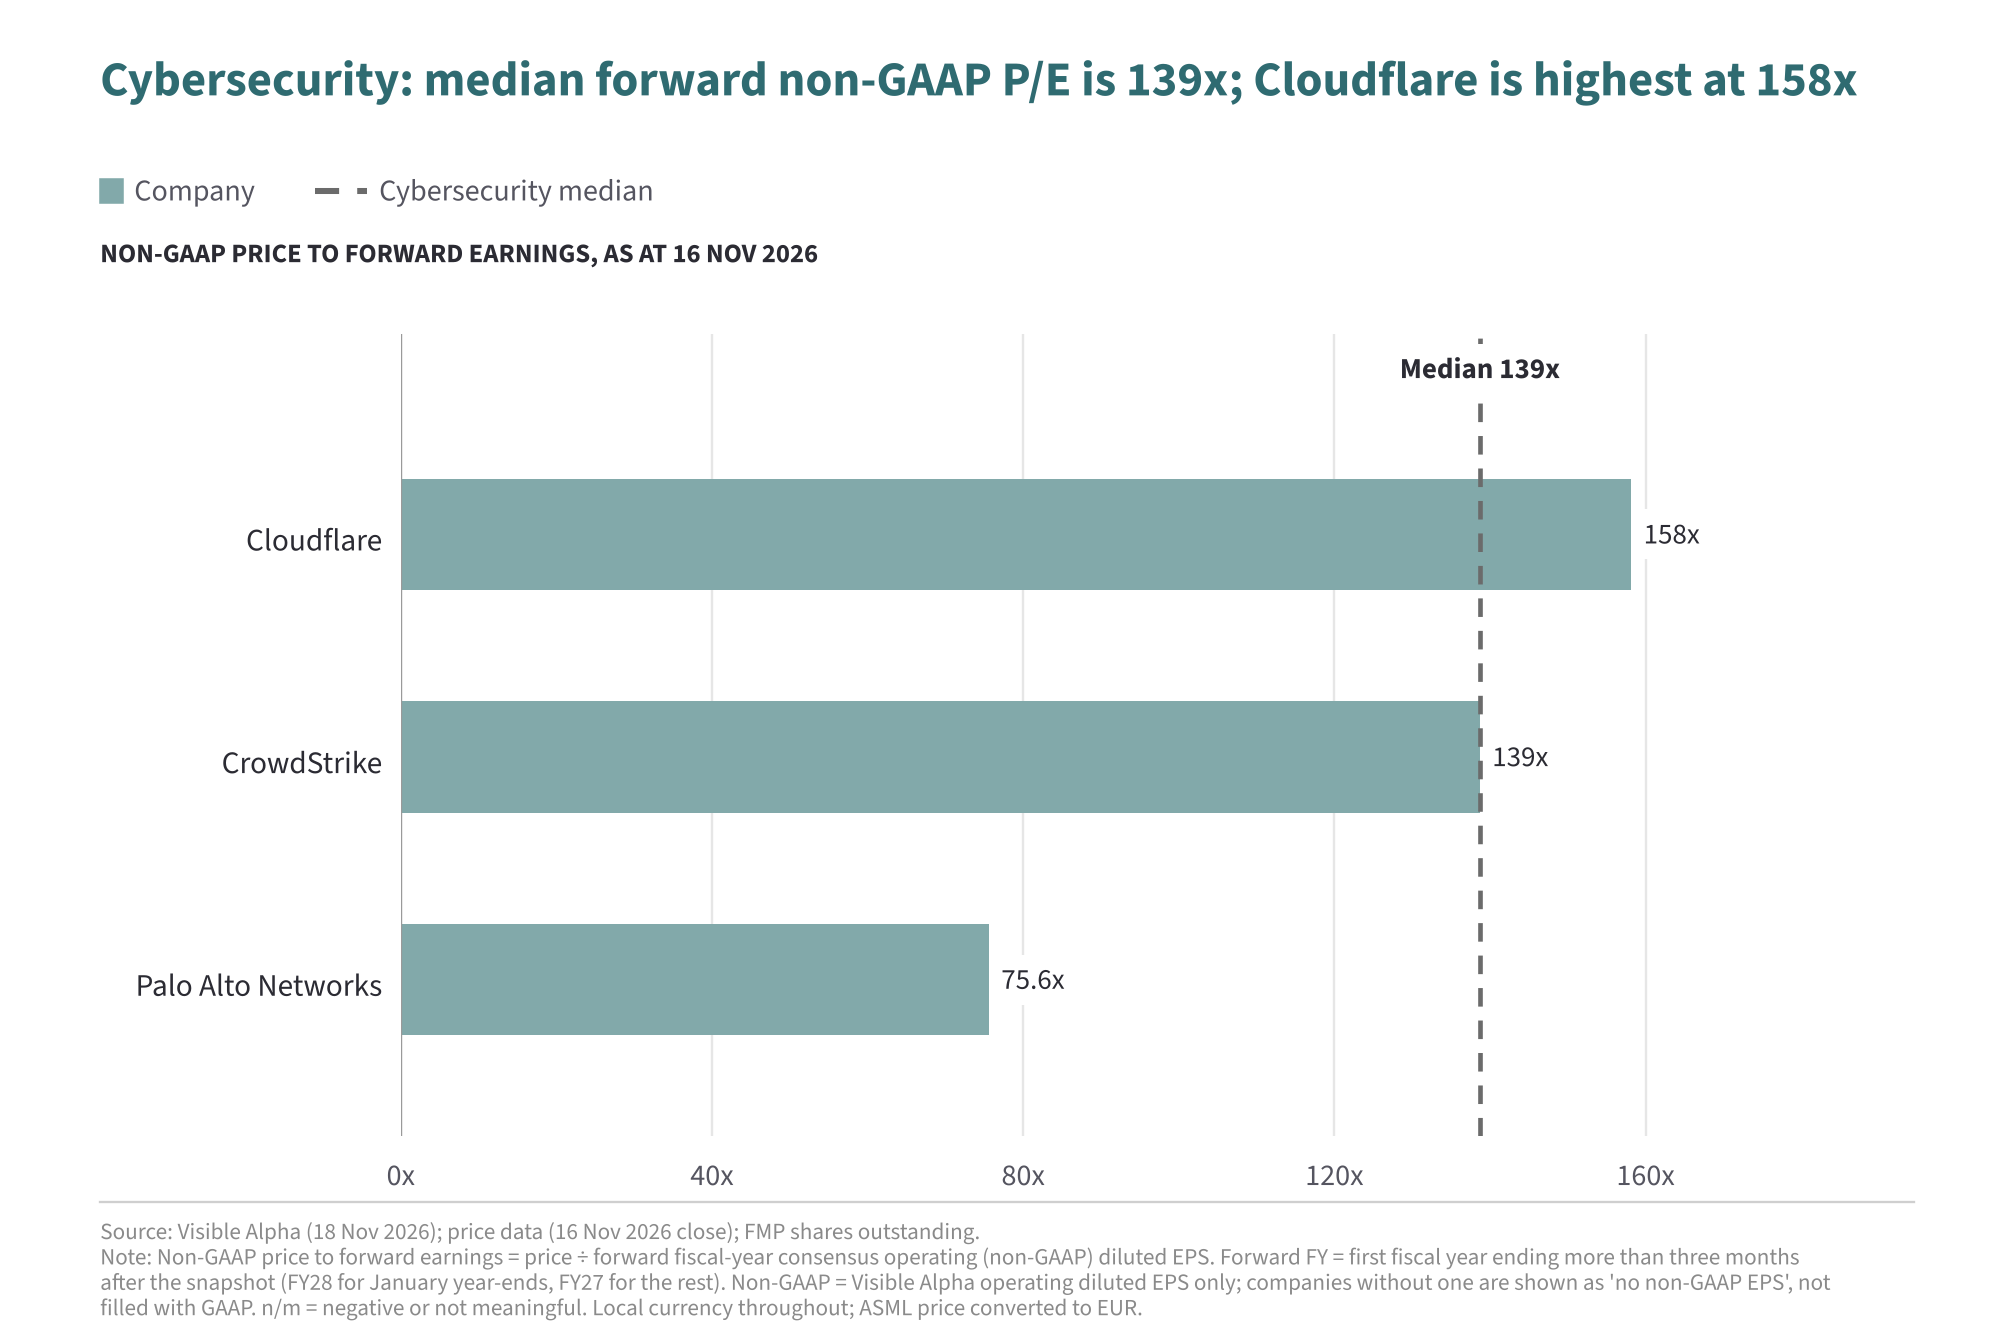 Cybersecurity: median forward non-GAAP P/E is 139x; Cloudflare is highest at 158x
Company
Cybersecurity median
NON-GAAP PRICE TO FORWARD EARNINGS, AS AT 16 NOV 2026
Median 139x
Cloudflare
158x
CrowdStrike
139x
Palo Alto Networks
75.6x
0x
40x
80x
120x
160x
Source: Visible Alpha (18 Nov 2026); price data (16 Nov 2026 close); FMP shares outstanding.
Note: Non-GAAP price to forward earnings = price ÷ forward fiscal-year consensus operating (non-GAAP) diluted EPS. Forward FY = first fiscal year ending more than three months
after the snapshot (FY28 for January year-ends, FY27 for the rest). Non-GAAP = Visible Alpha operating diluted EPS only; companies without one are shown as 'no non-GAAP EPS', not
filled with GAAP. n/m = negative or not meaningful. Local currency throughout; ASML price converted to EUR.